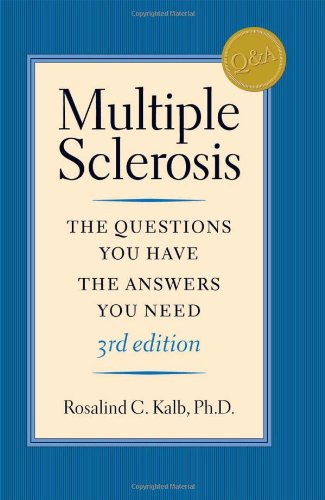 Q&A
Multiple
Sclerosis
THE QUESTIONS
YOU HAVE
THE ANSWERS
YOU NEED
3rd edition
Rosalind C. Kalb, Ph.D.